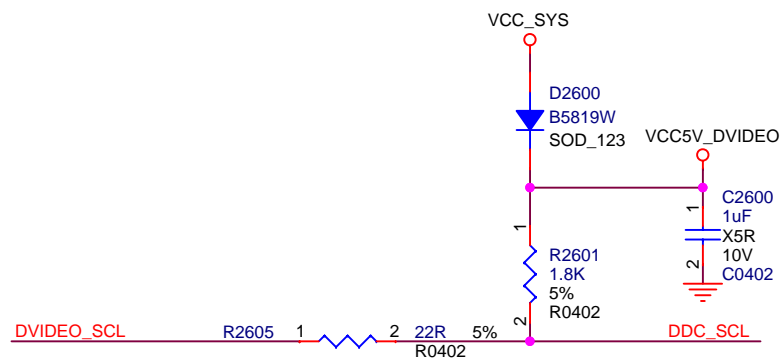 VCC_SYS
D2600
B5819W
SOD_123
VCC5V_DVIDEO
1
C2600
1uF
X5R
10V
C0402
2
1
R2601
1.8K
5%
R0402
2
DVIDEO_SCL
R2605
1
2
22R
5%
R0402
DDC_SCL